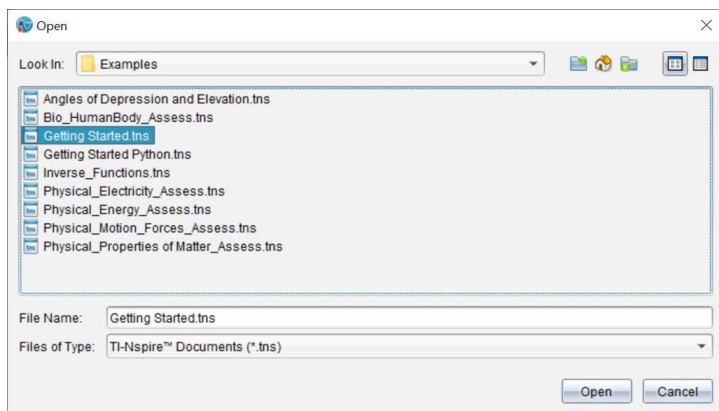 Open
Look In: Examples
Angles of Depression and Elevation.tns
Bio_HumanBody_Assess.tns
Getting Started.tns
Getting Started Python.tns
Inverse_Functions.tns
Physical_Electricity_Assess.tns
Physical_Energy_Assess.tns
Physical_Motion_Forces_Assess.tns
Physical_Properties of Matter_Assess.tns
File Name: Getting Started.tns
Files of Type: TI-Nspire™ Documents (*.tns)
Open Cancel